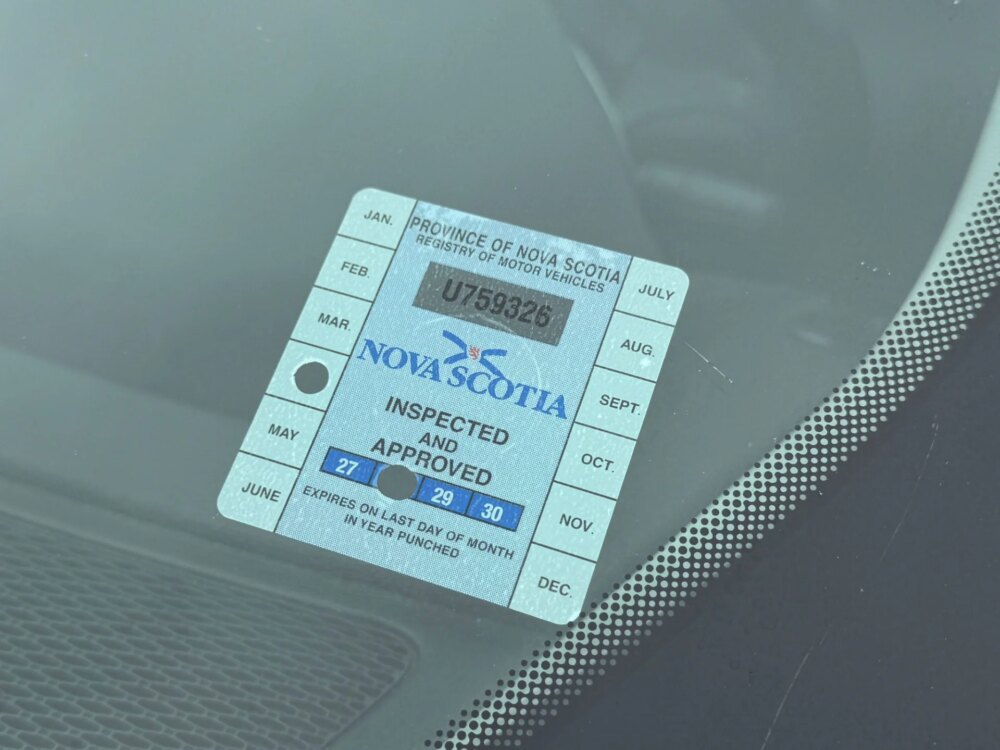 PROVINCE OF NOVA SCOTIA
REGISTRY OF MOTOR VEHICLES
U759326
NOVA SCOTIA
INSPECTED
AND
APPROVED
27 29 30
EXPIRES ON LAST DAY OF MONTH
IN YEAR PUNCHED
JAN.
FEB.
MAR.
MAY
JUNE
JULY
AUG.
SEPT.
OCT.
NOV.
DEC.